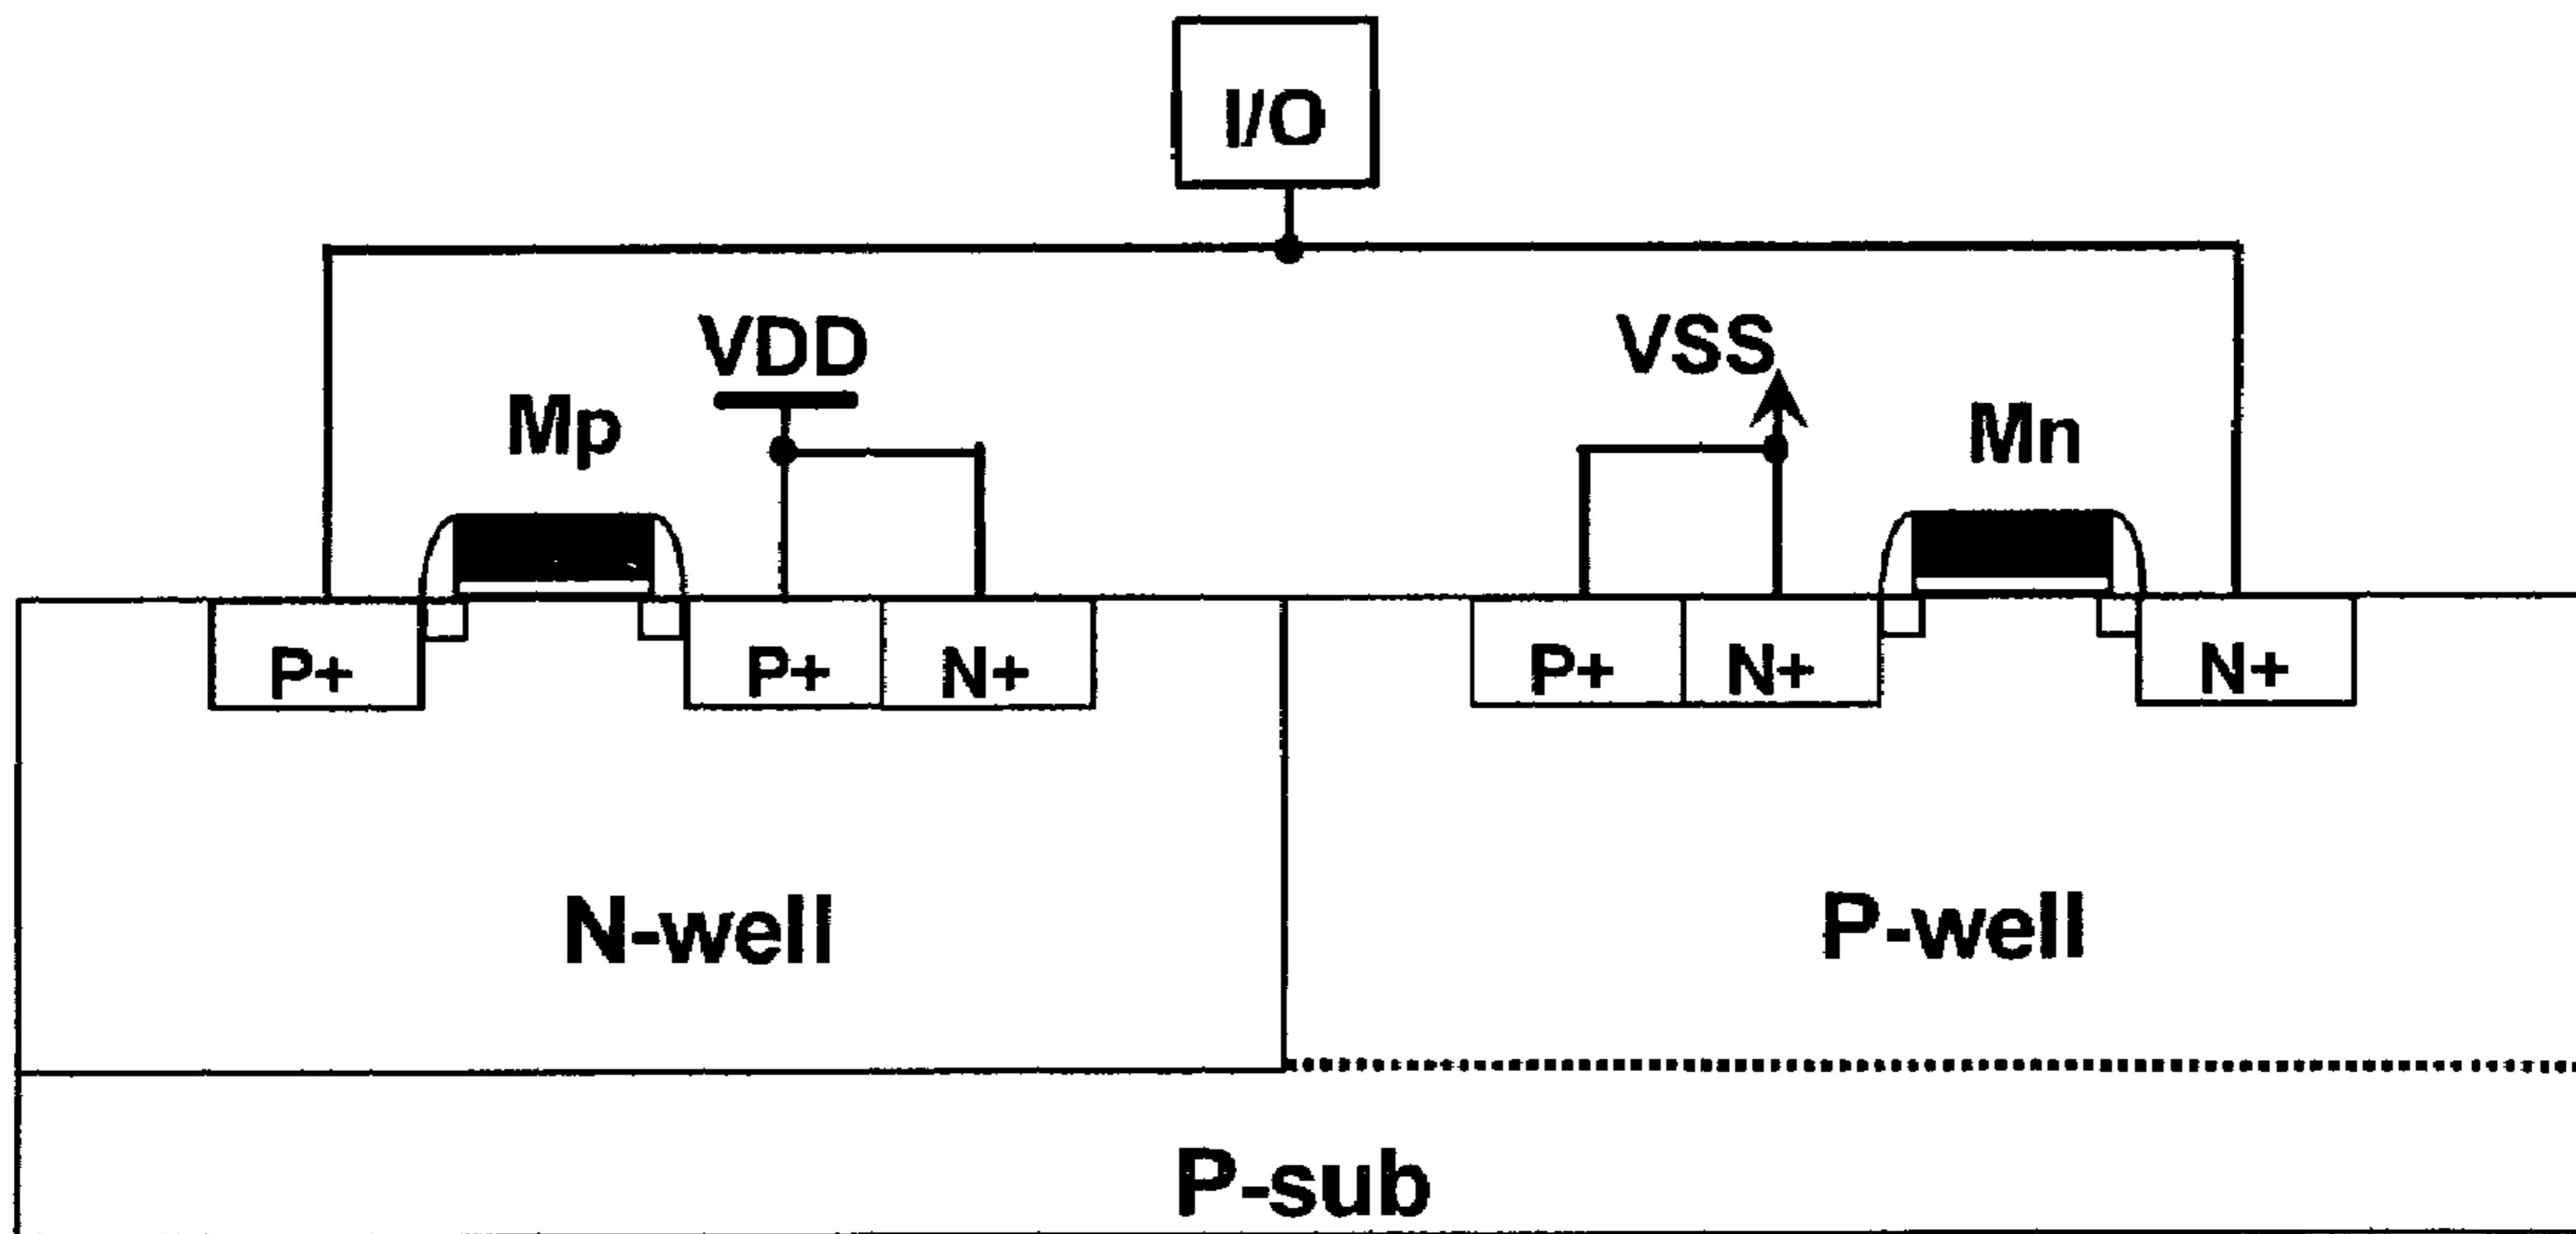 I/O
VDD
VSS
Mp
Mn
P+
P+
N+
P+
N+
N+
N-well
P-well
P-sub